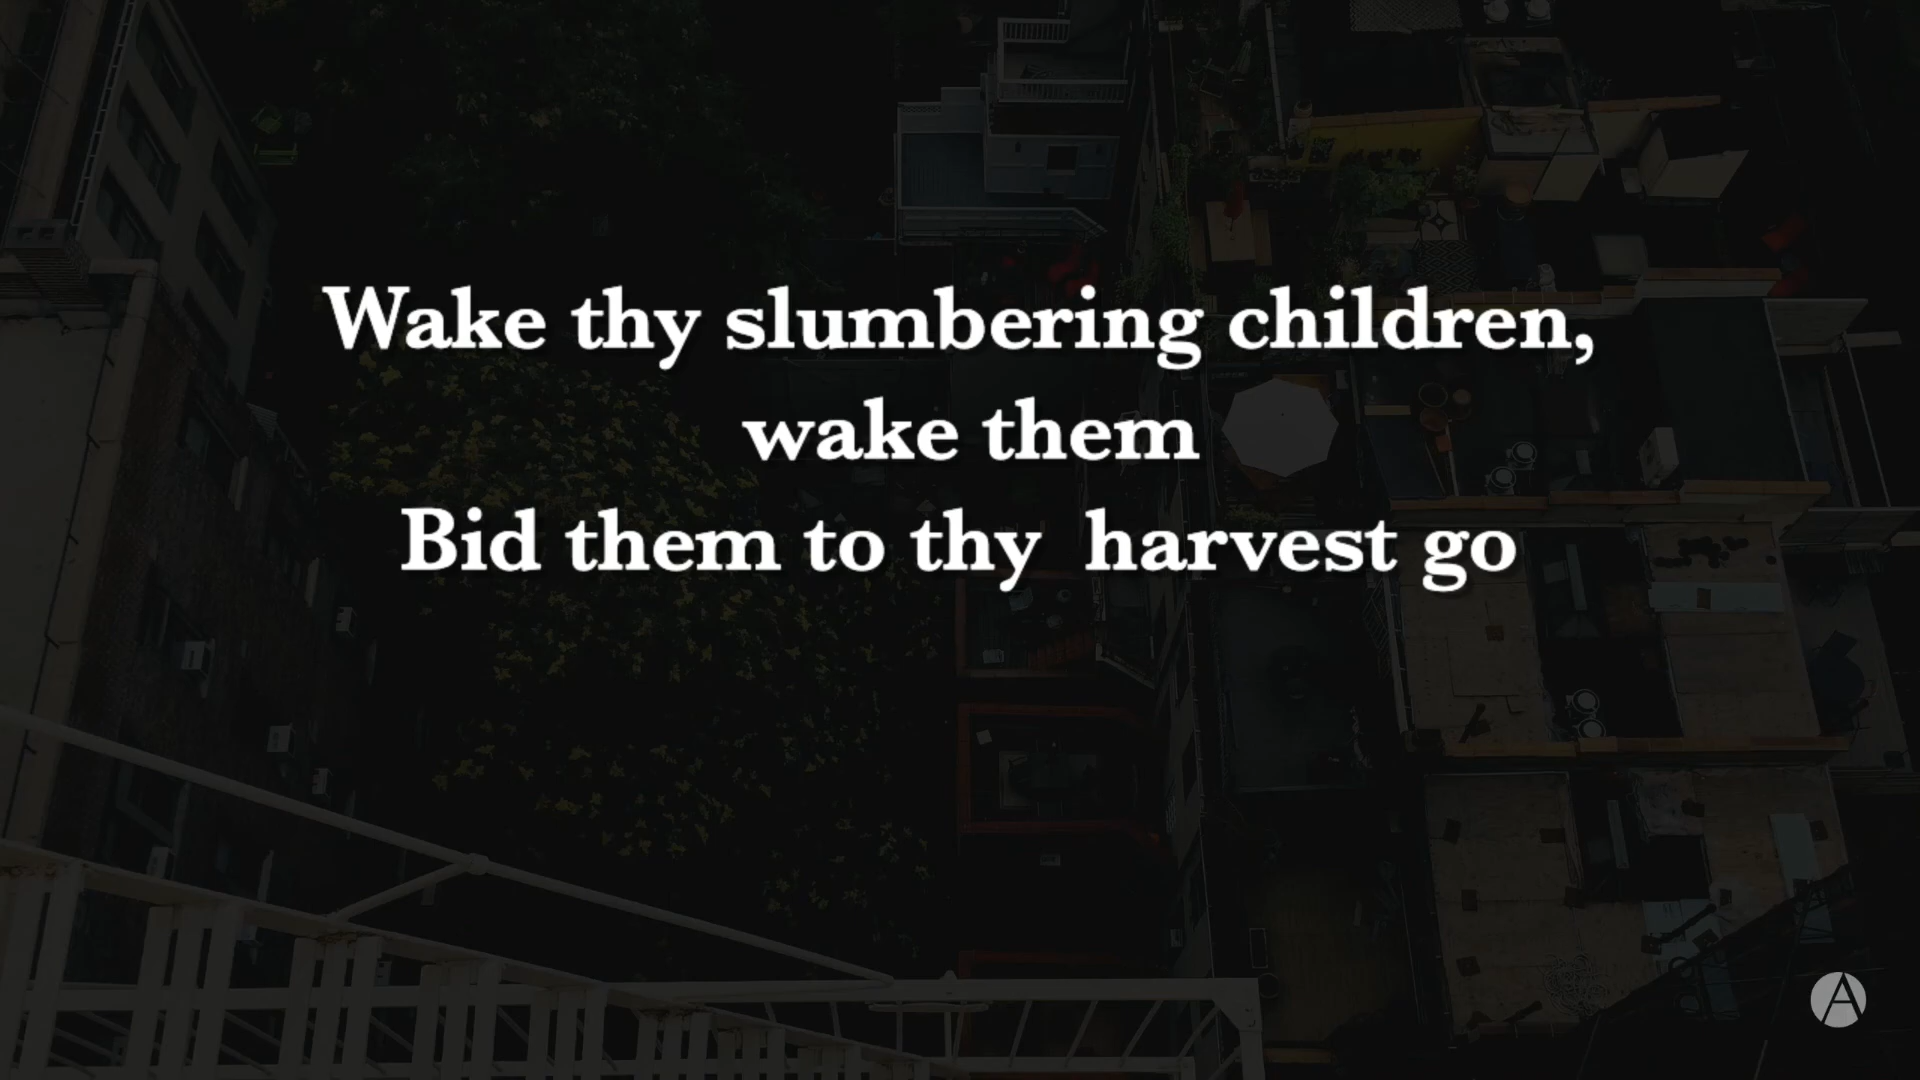 Wake thy slumbering children,
wake them
Bid them to thy  harvest go